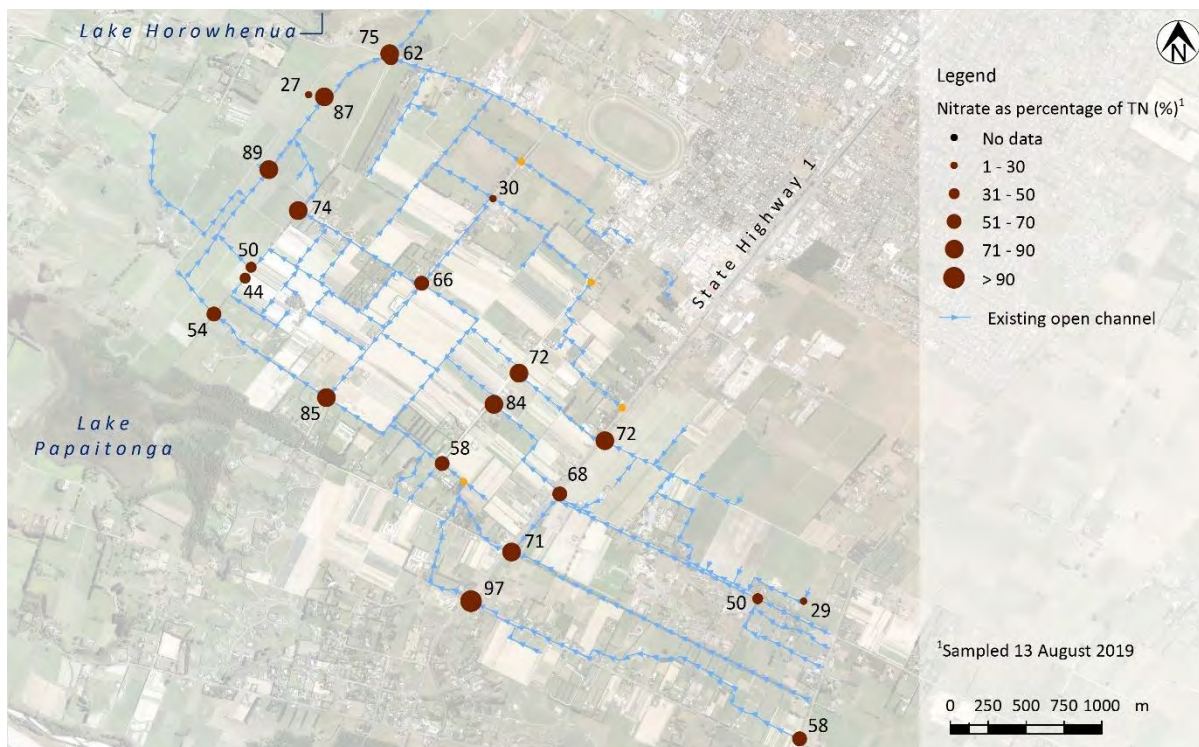 Lake Horowhenua
75
62
27
87
89
30
74
50
66
44
54
72
85
84
72
58
68
71
97
50
29
58
State Highway 1
Lake
Papaitonga
N
Legend
Nitrate as percentage of TN (%)¹
No data
1 - 30
31 - 50
51 - 70
71 - 90
> 90
Existing open channel
¹Sampled 13 August 2019
0 250 500 750 1000 m